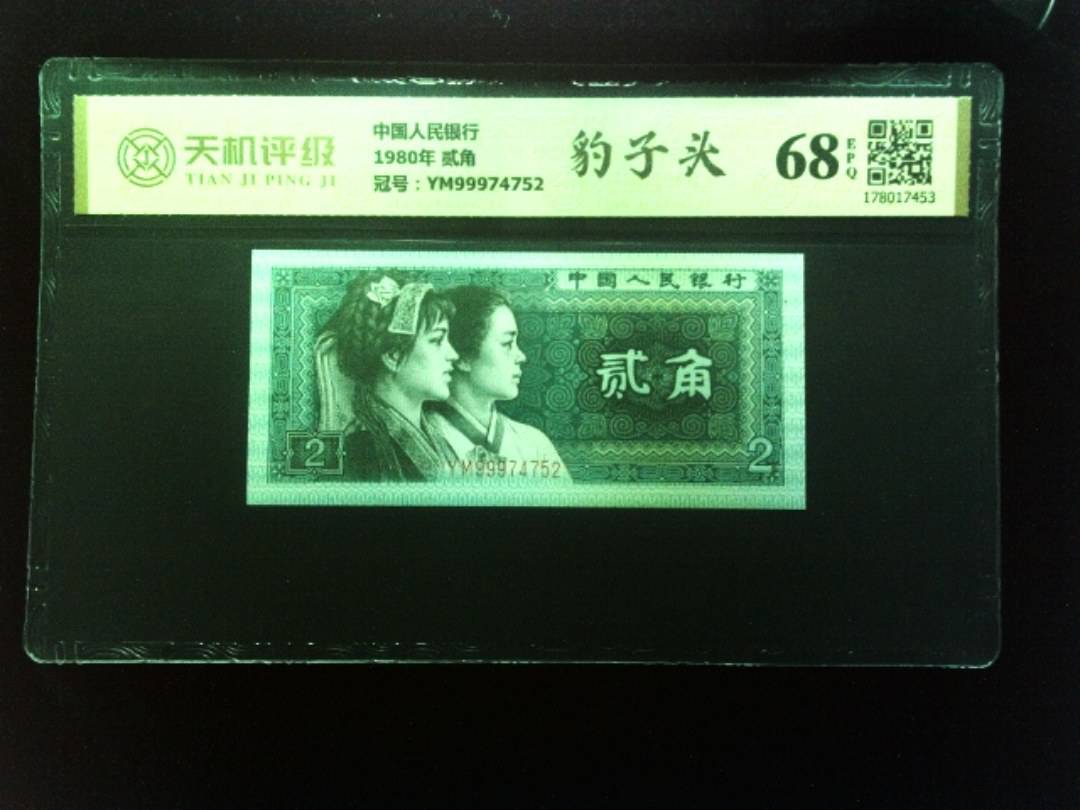 天机评级
TIAN JI PING JI
中国人民银行
1980年 贰角
冠号：YM99974752
豹子头
68
EPQ
178017453
中国人民银行
贰角
2
YM99974752
2